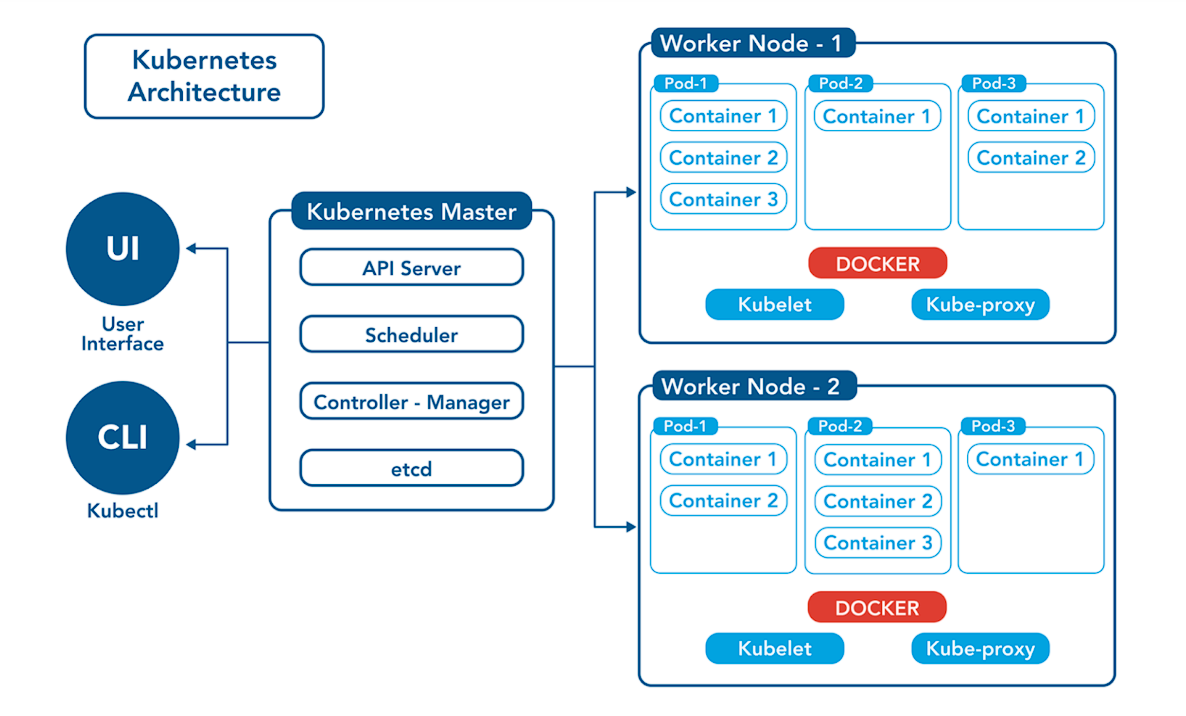 Kubernetes
Architecture
UI
User
Interface
CLI
Kubectl
Kubernetes Master
API Server
Scheduler
Controller - Manager
etcd
Worker Node - 1
Pod-1
Container 1
Container 2
Container 3
Pod-2
Container 1
Pod-3
Container 1
Container 2
DOCKER
Kubelet
Kube-proxy
Worker Node - 2
Pod-1
Container 1
Container 2
Pod-2
Container 1
Container 2
Container 3
Pod-3
Container 1
DOCKER
Kubelet
Kube-proxy